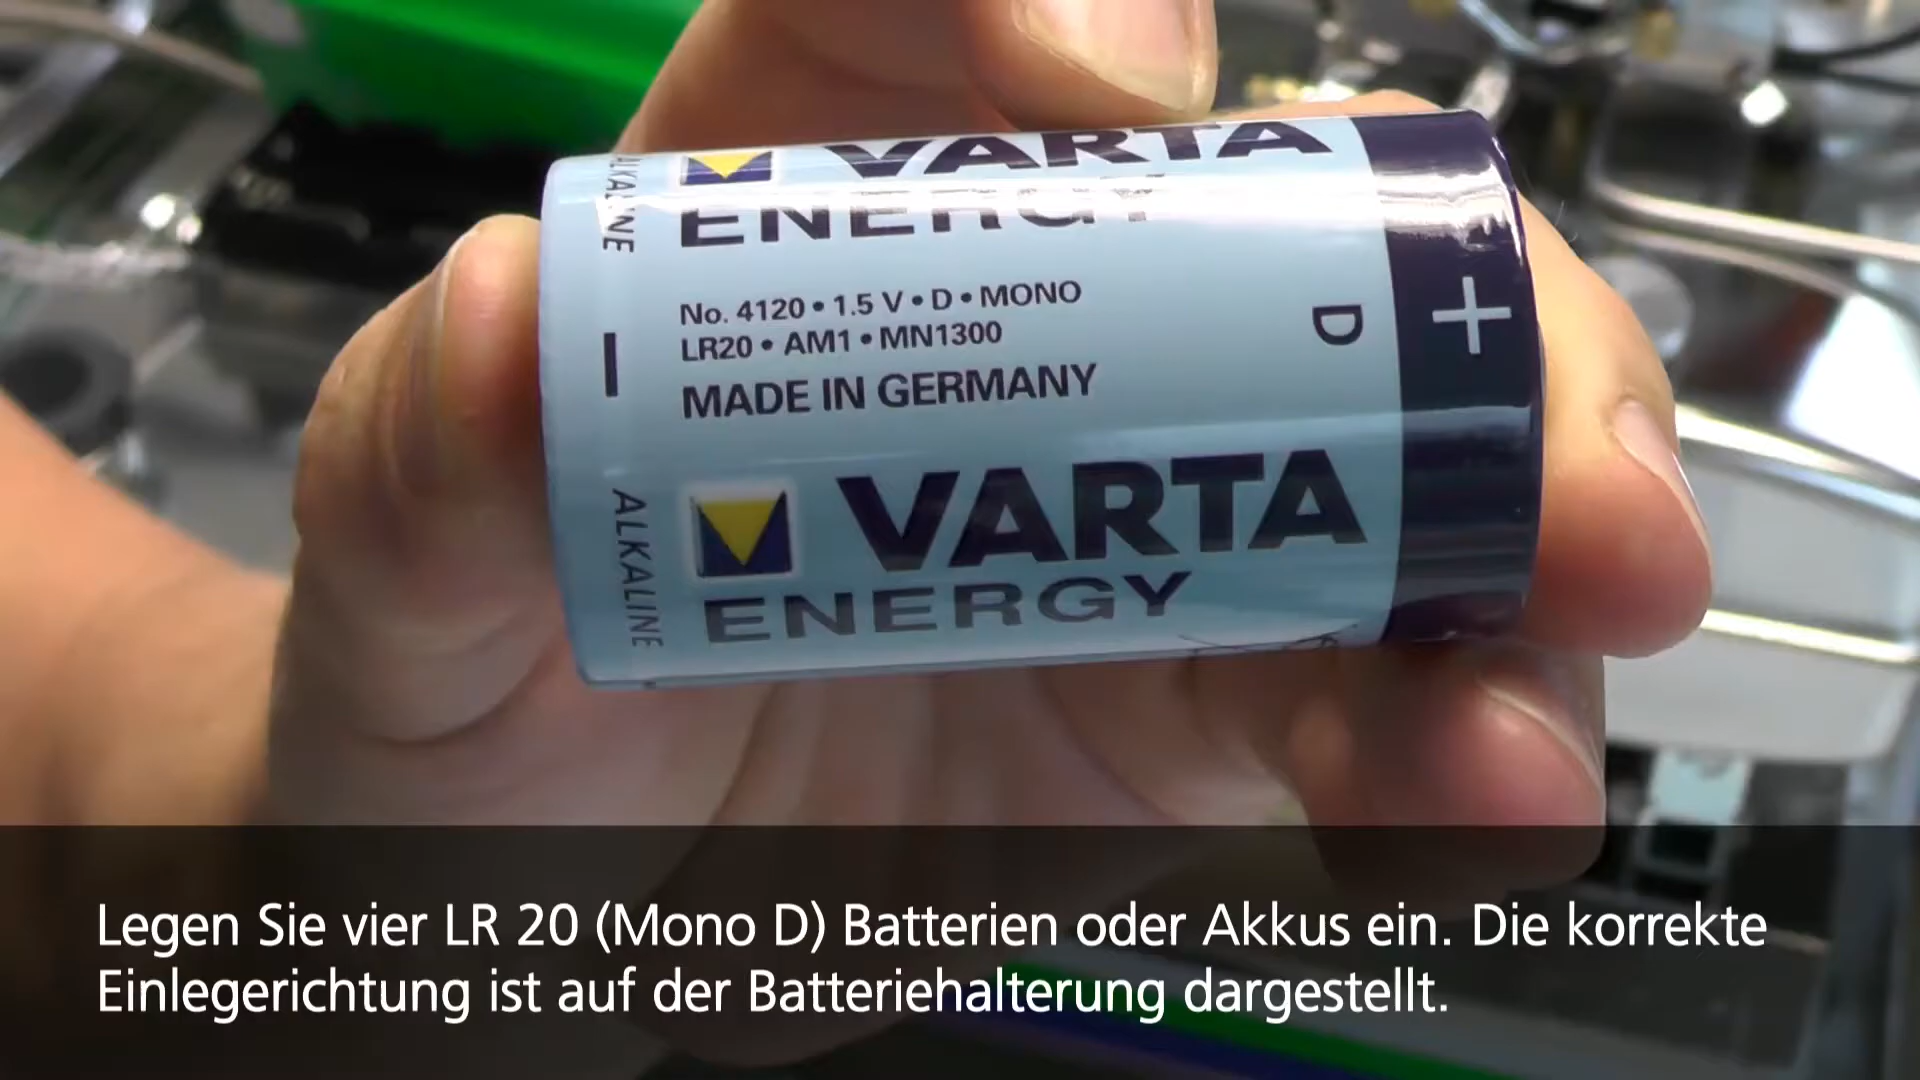 ALKALINE
VARTA
ENERGY
No. 4120 • 1.5 V • D • MONO
LR20 • AM1 • MN1300
MADE IN GERMANY
–
D
+
ALKALINE
VARTA
ENERGY
Legen Sie vier LR 20 (Mono D) Batterien oder Akkus ein. Die korrekte
Einlegerichtung ist auf der Batteriehalterung dargestellt.